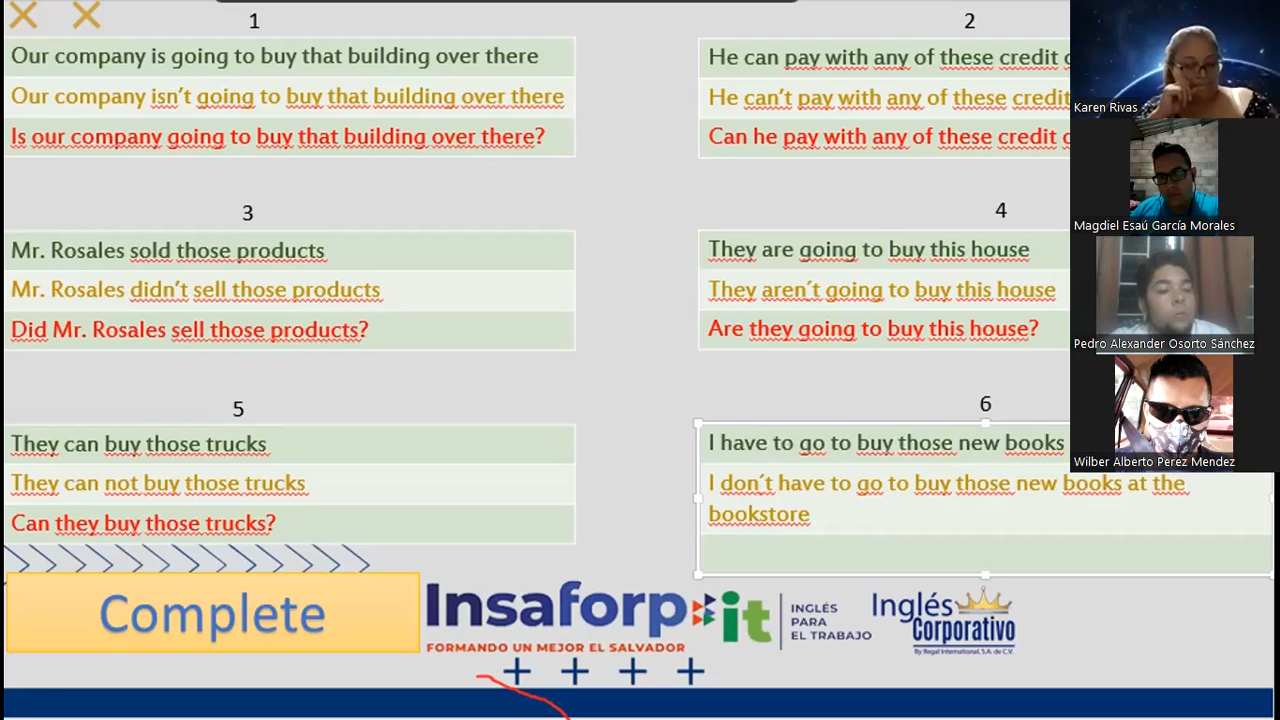 1
Our company is going to buy that building over there
Our company isn't going to buy that building over there
Is our company going to buy that building over there?
2
He can pay with any of these credit
He can't pay with any of these credit
Can he pay with any of these credit
3
Mr. Rosales sold those products
Mr. Rosales didn't sell those products
Did Mr. Rosales sell those products?
4
They are going to buy this house
They aren´t going to buy this house
Are they going to buy this house?
5
They can buy those trucks
They can not buy those trucks
Can they buy those trucks?
6
I have to go to buy those new books
I don't have to go to buy those new books at the
bookstore
Complete
Insaforp
FORMANDO UN MEJOR EL SALVADOR
it
INGLÉS
PARA
EL TRABAJO
Inglés
Corporativo
By Regal International, S.A. de C.V.
Karen Rivas
Magdiel Esaú García Morales
Pedro Alexander Osorto Sánchez
Wilber Alberto Perez Mendez